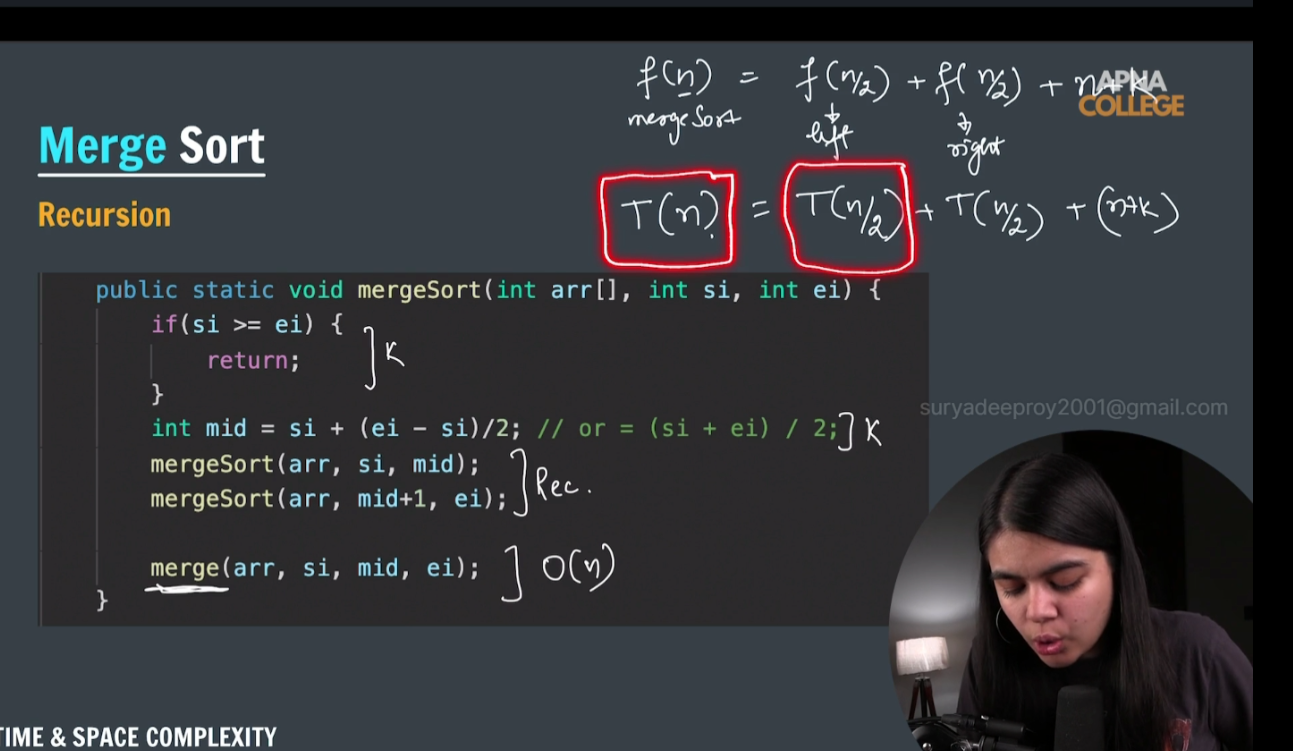 f(n) = f(n/2) + f(n/2) + n+k
APNA
COLLEGE
mergeSort
left
right
Merge Sort
Recursion
T(n) = T(n/2) + T(n/2) + (n+k)
public static void mergeSort(int arr[], int si, int ei) {
if(si >= ei) {
return;
} ] K
int mid = si + (ei - si)/2; // or = (si + ei) / 2; ] K
suryadeeproy2001@gmail.com
mergeSort(arr, si, mid);
mergeSort(arr, mid+1, ei); ] Rec.
merge(arr, si, mid, ei); ] O(n)
}
TIME & SPACE COMPLEXITY